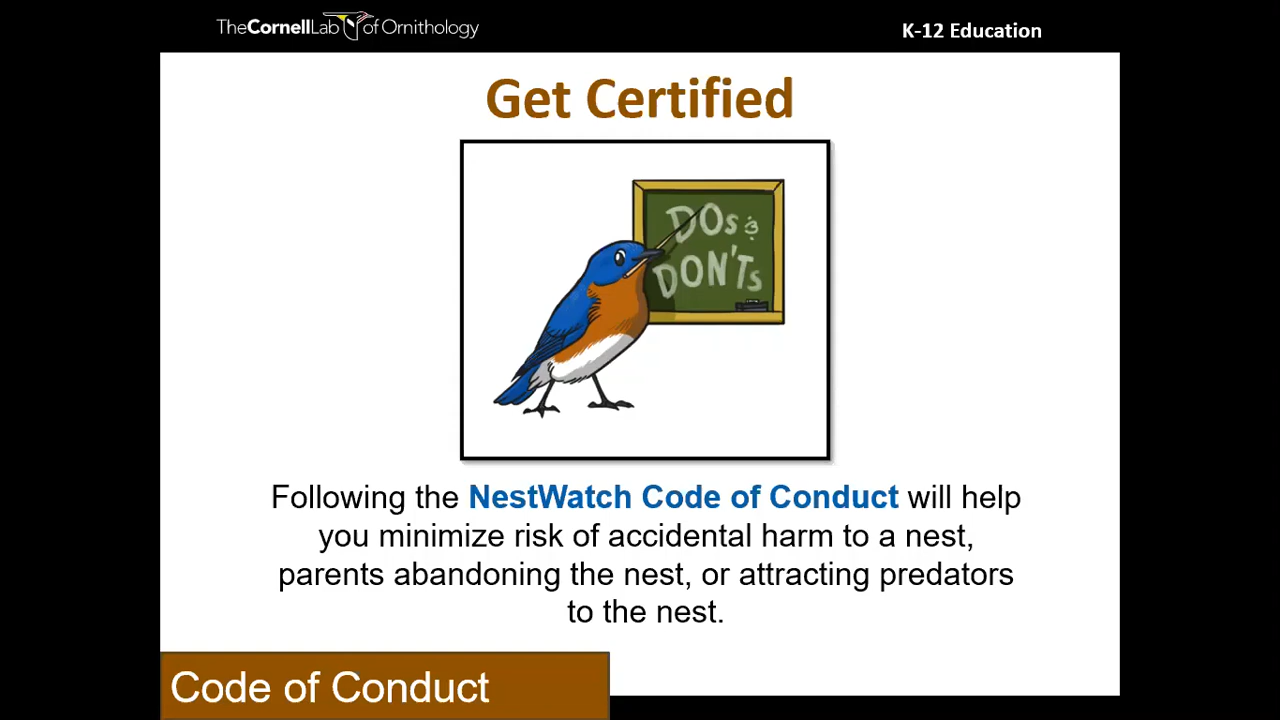 TheCornellLab of Ornithology
K-12 Education
Get Certified
DOs &
DON'Ts
Following the NestWatch Code of Conduct will help
you minimize risk of accidental harm to a nest,
parents abandoning the nest, or attracting predators
to the nest.
Code of Conduct